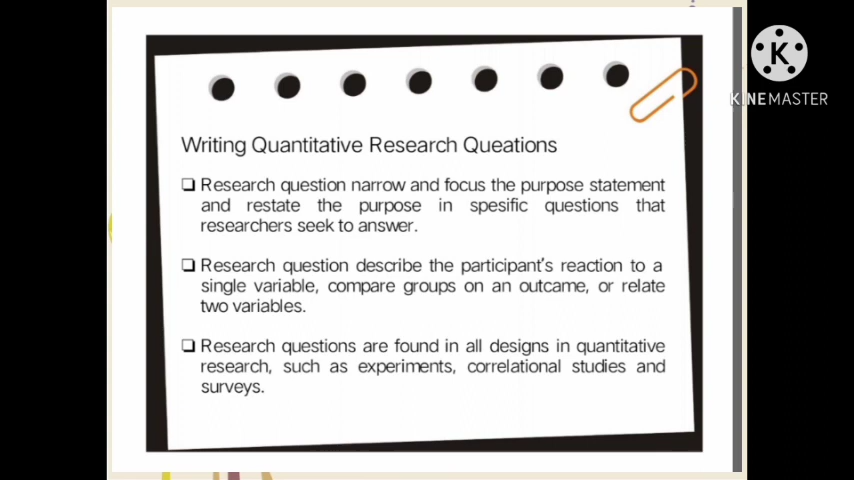 KINEMASTER
Writing Quantitative Research Queations
Research question narrow and focus the purpose statement
and restate the purpose in spesific questions that
researchers seek to answer.
Research question describe the participant's reaction to a
single variable, compare groups on an outcome, or relate
two variables.
Research questions are found in all designs in quantitative
research, such as experiments, correlational studies and
surveys.